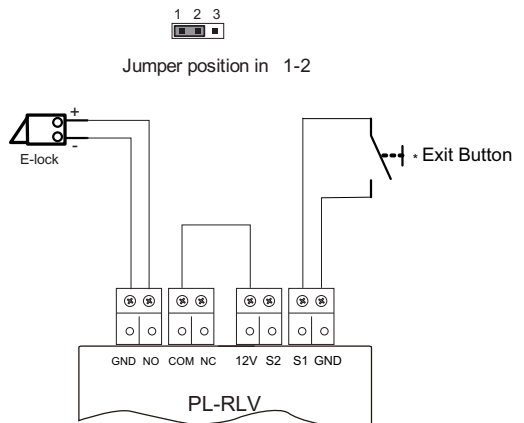 1 2 3
Jumper position in 1-2
+
-
E-lock
* Exit Button
GND NO COM NC 12V S2 S1 GND
PL-RLV